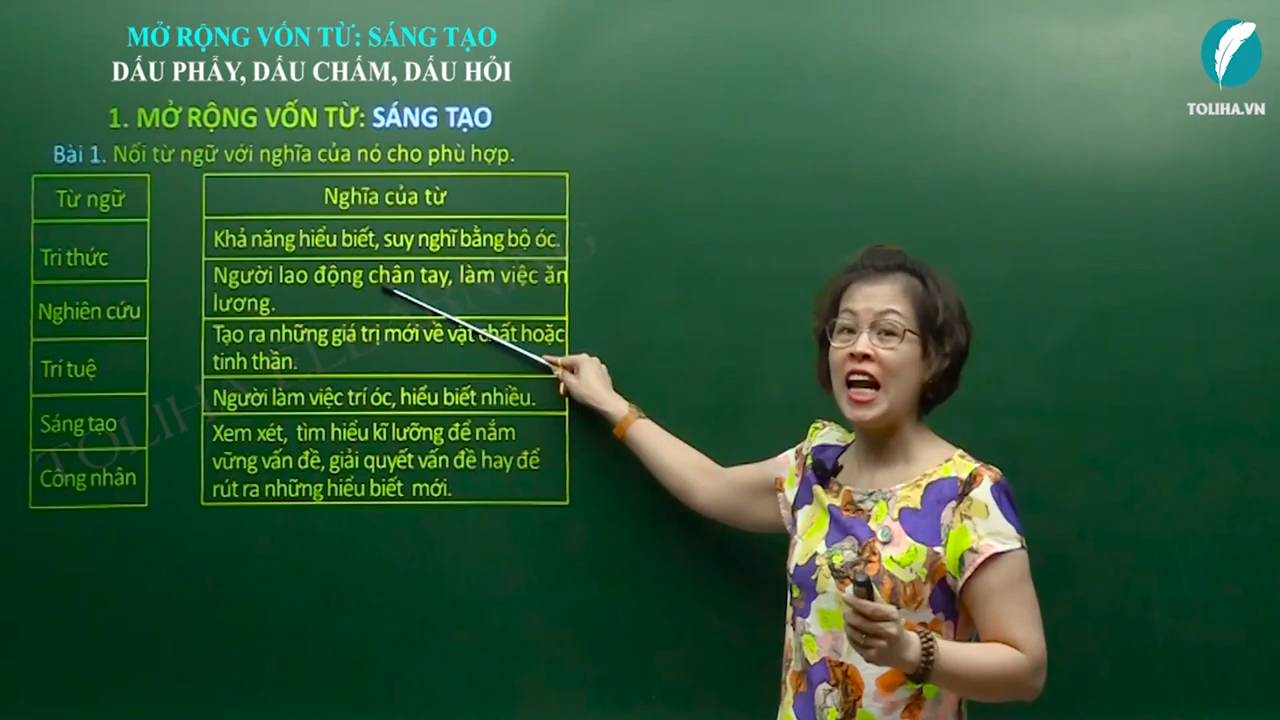 MỞ RỘNG VỐN TỪ: SÁNG TẠO
DẤU PHẨY, DẤU CHẤM, DẤU HỎI
TOLIHA.VN
1. MỞ RỘNG VỐN TỪ: SÁNG TẠO
Bài 1. Nối từ ngữ với nghĩa của nó cho phù hợp.
Từ ngữ
Tri thức
Nghiên cứu
Trí tuệ
Sáng tạo
Công nhân
Nghĩa của từ
Khả năng hiểu biết, suy nghĩ bằng bộ óc.
Người lao động chân tay, làm việc ăn
lương.
Tạo ra những giá trị mới về vật chất hoặc
tinh thần.
Người làm việc trí óc, hiểu biết nhiều.
Xem xét, tìm hiểu kĩ lưỡng để nắm
vững vấn đề, giải quyết vấn đề hay để
rút ra những hiểu biết mới.